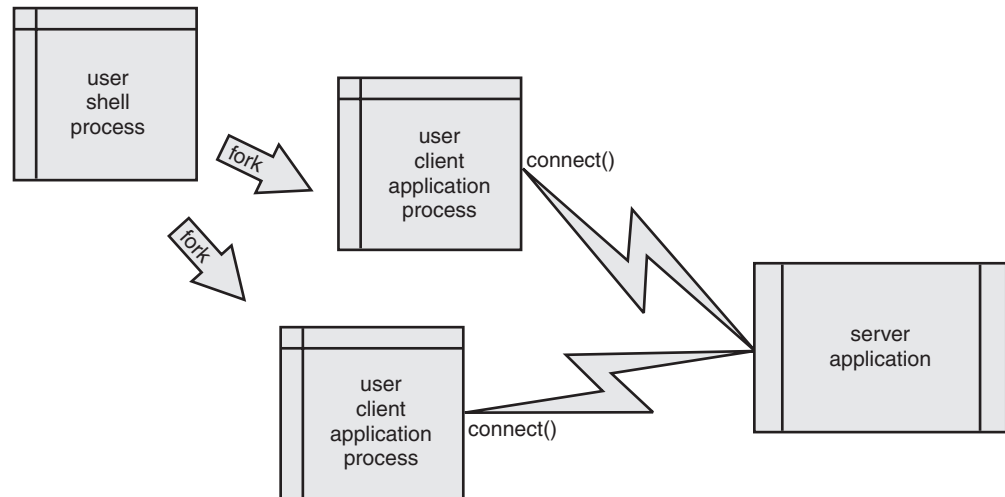 user
shell
process
fork
user
client
application
process
connect()
fork
server
application
user
client
application
process
connect()